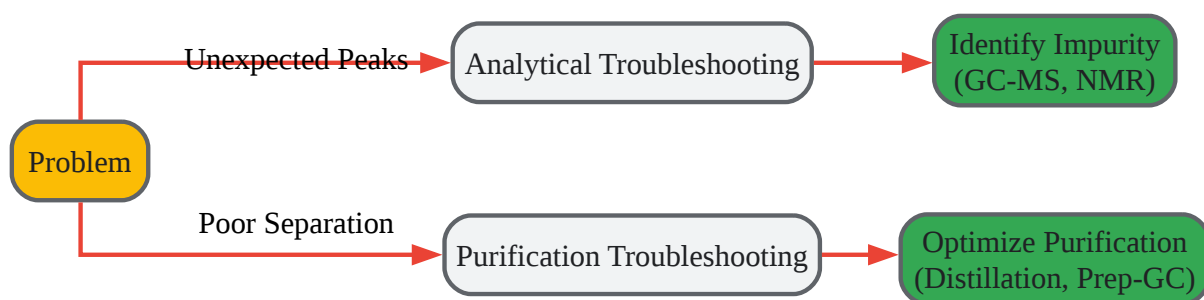 Unexpected Peaks
Analytical Troubleshooting
Identify Impurity
(GC-MS, NMR)
Problem
Poor Separation
Purification Troubleshooting
Optimize Purification
(Distillation, Prep-GC)